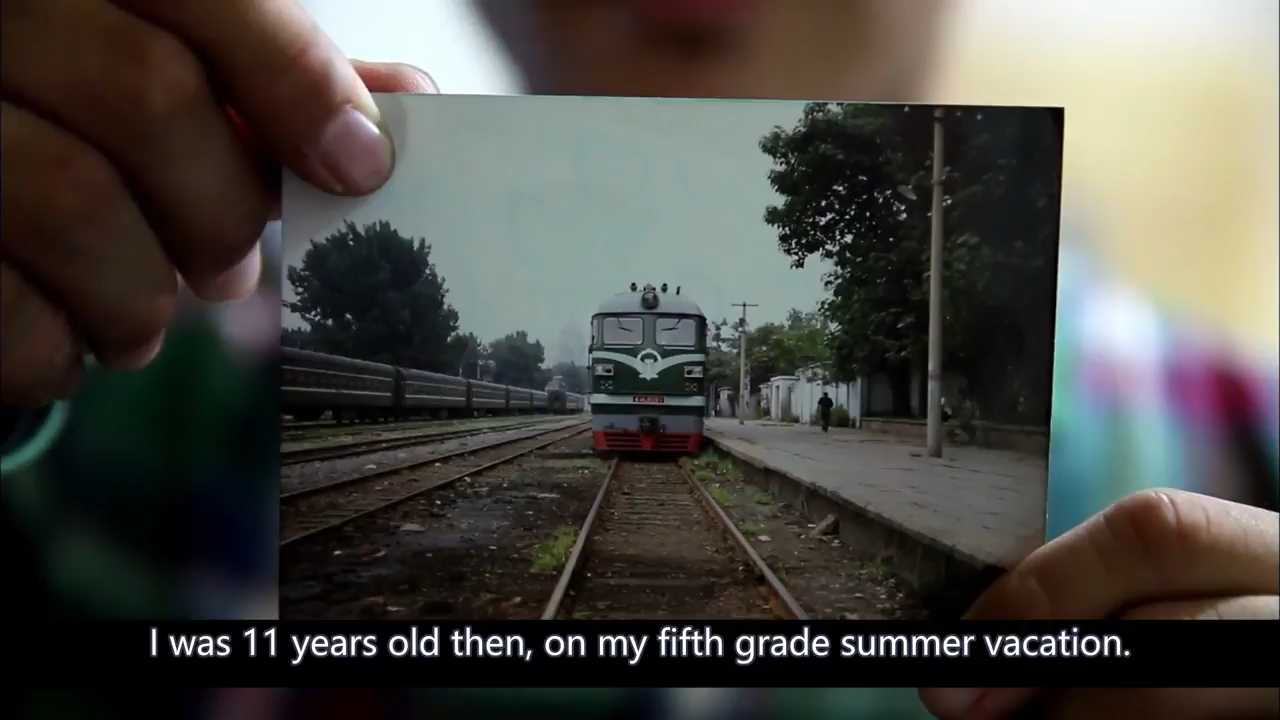 I was 11 years old then, on my fifth grade summer vacation.